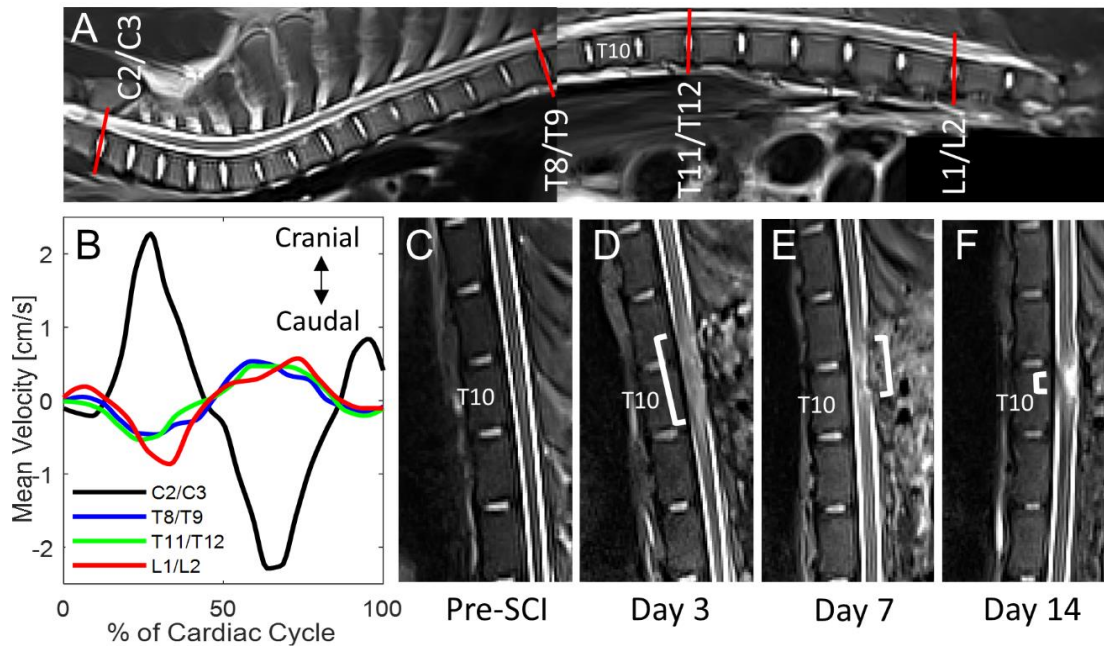 A
C2/C3
T8/T9
T10
T11/T12
L1/L2
B
Cranial
Caudal
Mean Velocity [cm/s]
2
1
0
-1
-2
C2/C3
T8/T9
T11/T12
L1/L2
0
50
100
% of Cardiac Cycle
C
T10
Pre-SCI
D
T10
Day 3
E
T10
Day 7
F
T10
Day 14